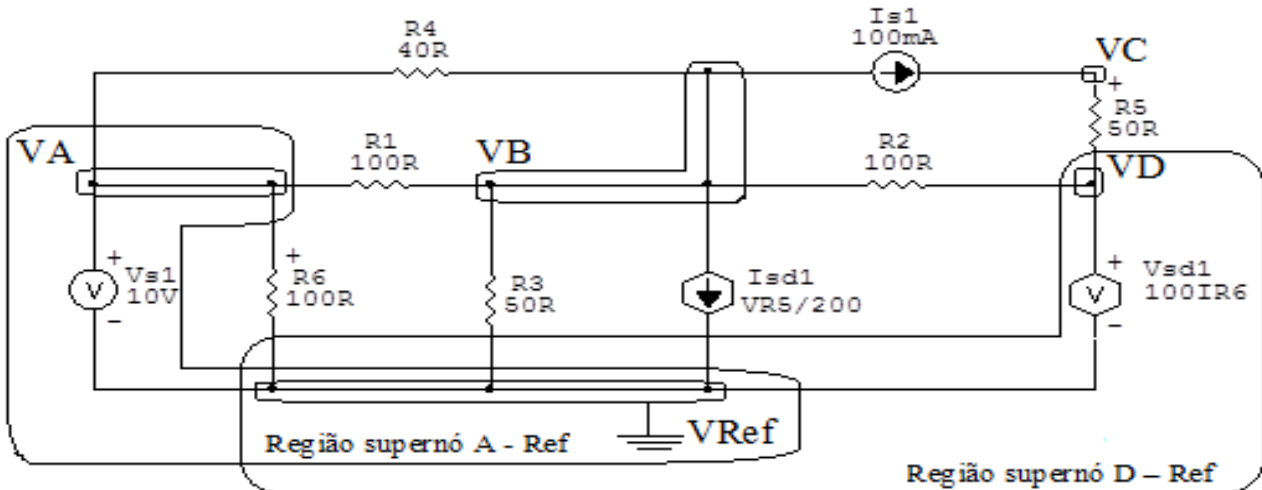 R4
40R
Is1
100mA
VC
+
R5
50R
VA
R1
100R
VB
R2
100R
VD
+
V
Vs1
10V
-
+
R6
100R
R3
50R
Isd1
VR5/200
+
V
Vsd1
100IR6
-
VRef
Região supernó A - Ref
Região supernó D – Ref